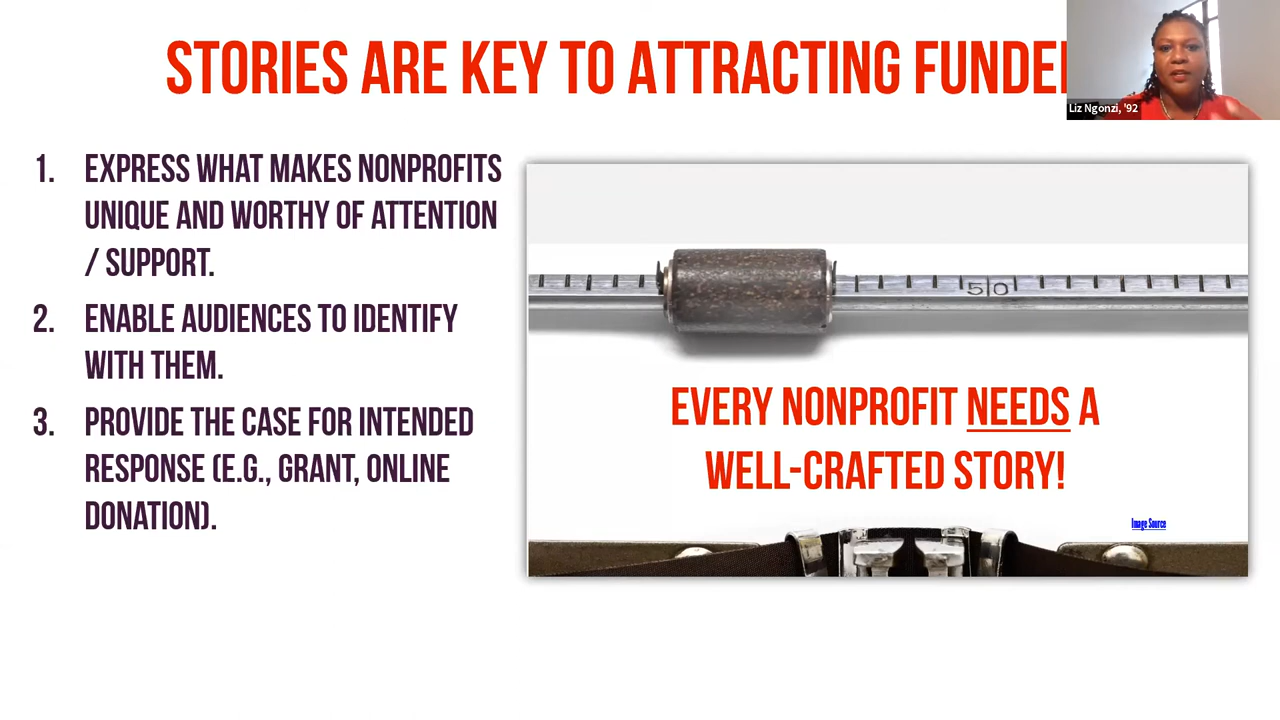 STORIES ARE KEY TO ATTRACTING FUNDE
Liz Ngonzi, '92
1. EXPRESS WHAT MAKES NONPROFITS
UNIQUE AND WORTHY OF ATTENTION
/ SUPPORT.
2. ENABLE AUDIENCES TO IDENTIFY
WITH THEM.
3. PROVIDE THE CASE FOR INTENDED
RESPONSE (E.G., GRANT, ONLINE
DONATION).
50
EVERY NONPROFIT NEEDS A
WELL-CRAFTED STORY!
Image Source